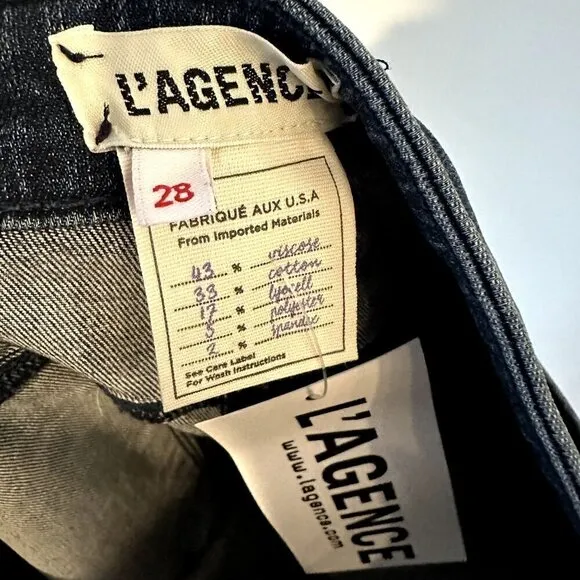 L'AGENCE
28
FABRIQUÉ AUX U.S.A
From Imported Materials
43 % viscose
33 % cotton
17 % lyocell
5 % polyester
2 % spandex
See Care Label
For Wash Instructions
L'AGENCE
www.lagence.com